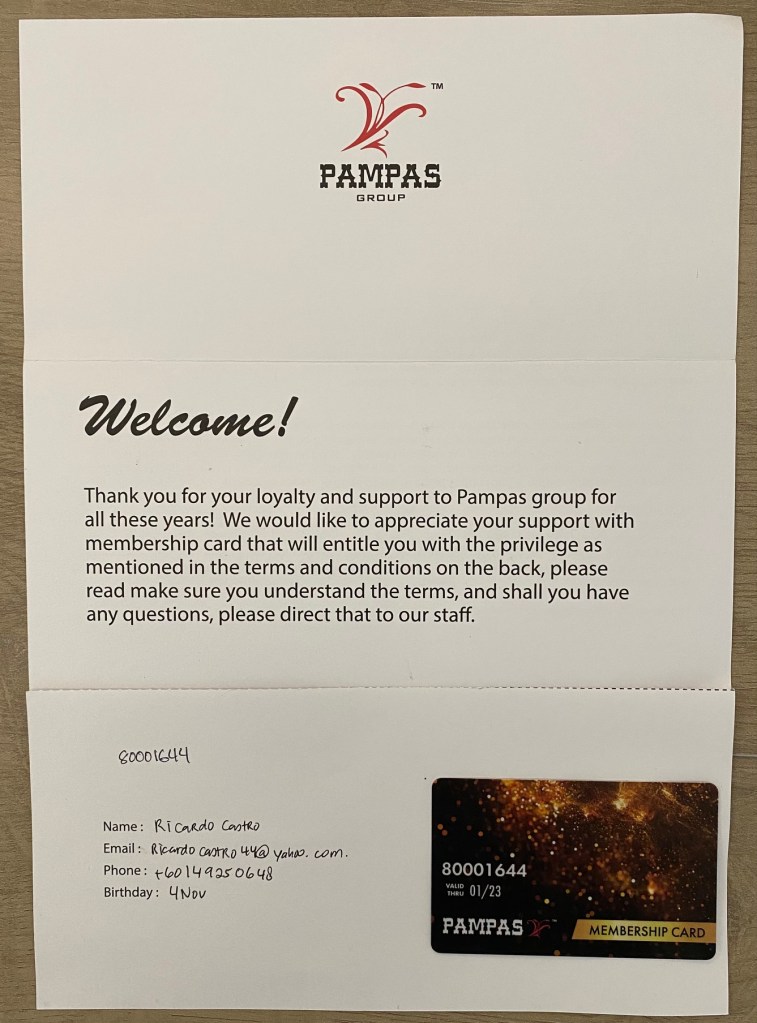 TM
PAMPAS
GROUP
Welcome!
Thank you for your loyalty and support to Pampas group for
all these years! We would like to appreciate your support with
membership card that will entitle you with the privilege as
mentioned in the terms and conditions on the back, please
read make sure you understand the terms, and shall you have
any questions, please direct that to our staff.
80001644
Name: Ricardo Castro
Email: Ricardo castro44@yahoo.com.
Phone: +60149250648
Birthday: 4 Nov
80001644
VALID THRU 01/23
PAMPAS
MEMBERSHIP CARD